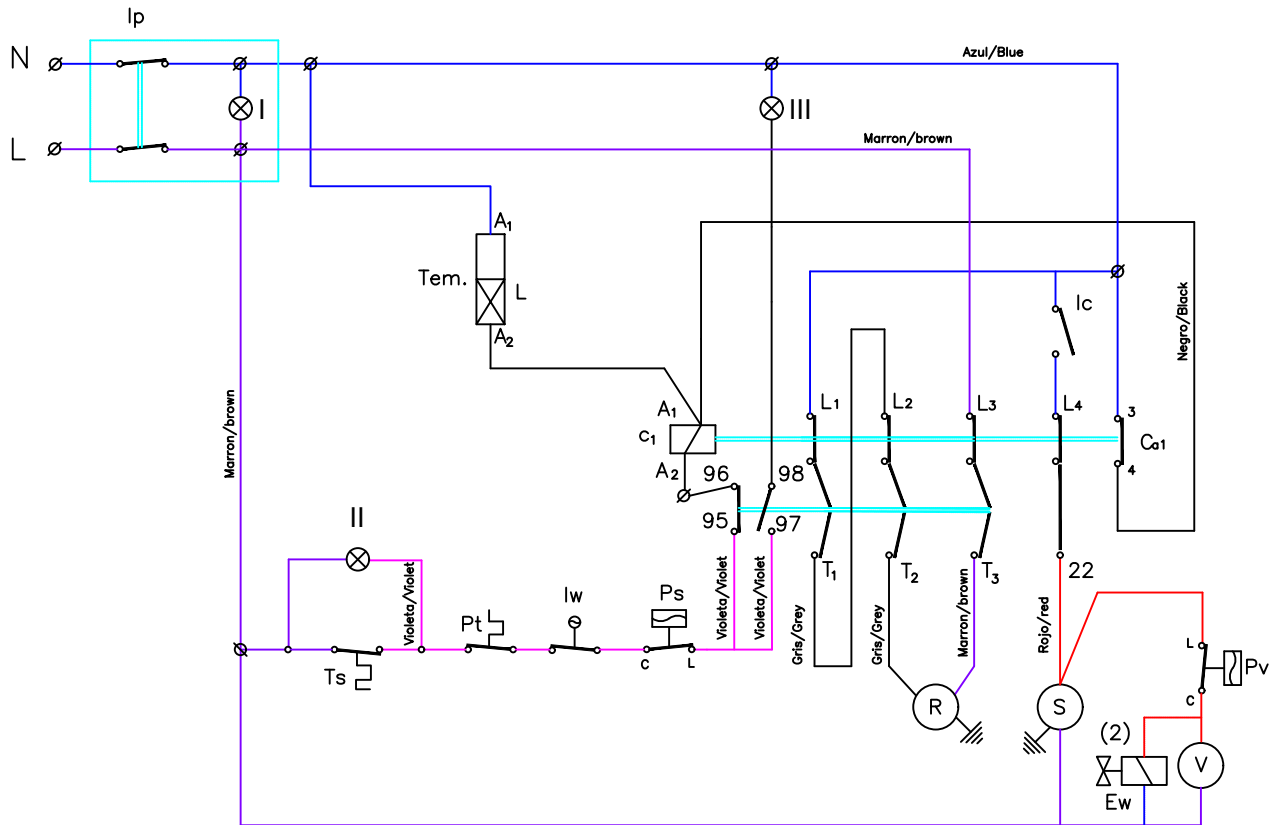 Ip
N
Azul/Blue
I
III
L
Marron/brown
A1
Tem.
L
A2
Ic
Negro/Black
Marron/brown
A1
L1
L2
L3
L4
3
c1
Ca1
A2
96
98
4
95
97
II
T1
T2
T3
22
Violeta/Violet
Violeta/Violet
Violeta/Violet
Gris/Grey
Gris/Grey
Marron/brown
Rojo/red
Pt
Iw
Ps
C
L
Ts
L
Pv
C
R
S
(2)
V
Ew